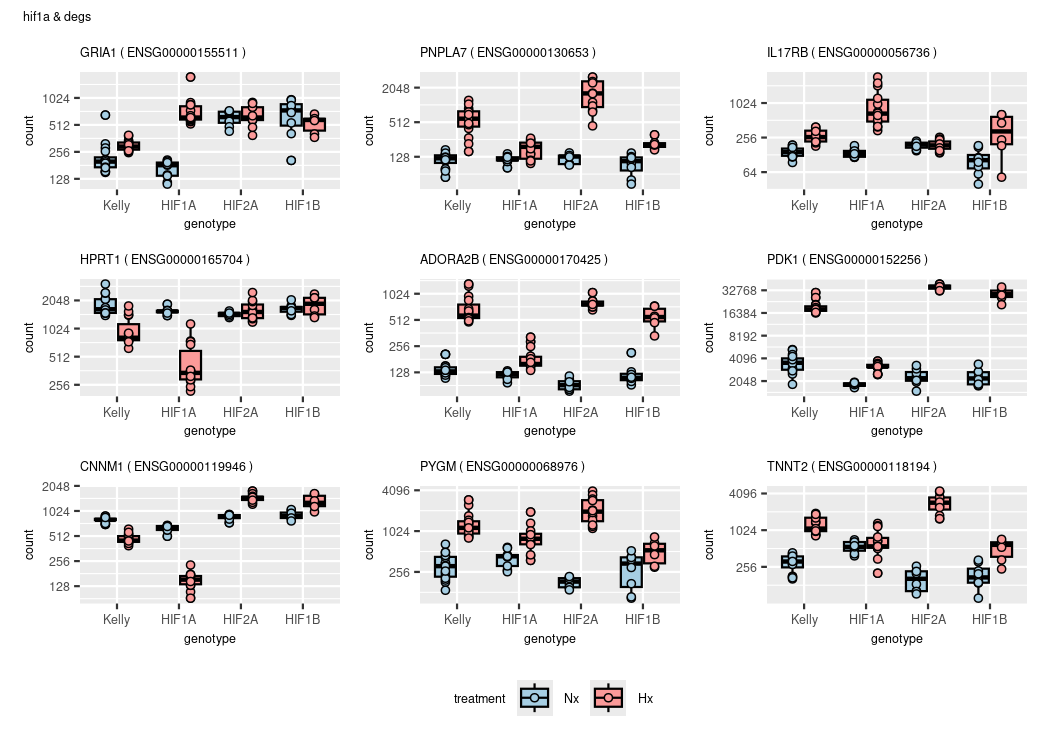 hif1a & degs
GRIA1 ( ENSG00000155511 )
PNPLA7 ( ENSG00000130653 )
IL17RB ( ENSG00000056736 )
count
1024
512
256
128
Kelly HIF1A HIF2A HIF1B
genotype
count
2048
512
128
Kelly HIF1A HIF2A HIF1B
genotype
count
1024
256
64
Kelly HIF1A HIF2A HIF1B
genotype
HPRT1 ( ENSG00000165704 )
ADORA2B ( ENSG00000170425 )
PDK1 ( ENSG00000152256 )
count
2048
1024
512
256
Kelly HIF1A HIF2A HIF1B
genotype
count
1024
512
256
128
Kelly HIF1A HIF2A HIF1B
genotype
count
32768
16384
8192
4096
2048
Kelly HIF1A HIF2A HIF1B
genotype
CNNM1 ( ENSG00000119946 )
PYGM ( ENSG00000068976 )
TNNT2 ( ENSG00000118194 )
count
2048
1024
512
256
128
Kelly HIF1A HIF2A HIF1B
genotype
count
4096
1024
256
Kelly HIF1A HIF2A HIF1B
genotype
count
4096
1024
256
Kelly HIF1A HIF2A HIF1B
genotype
treatment Nx Hx